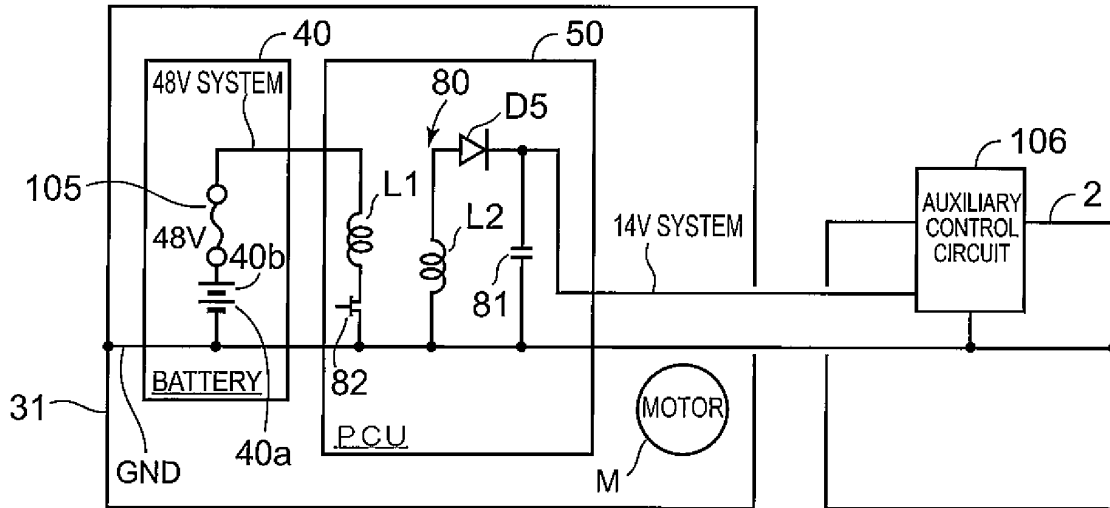 40
50
48V SYSTEM
80
D5
106
105
L1
AUXILIARY
CONTROL
CIRCUIT
2
48V
L2
14V SYSTEM
40b
81
82
BATTERY
MOTOR
31
PCU
40a
GND
M